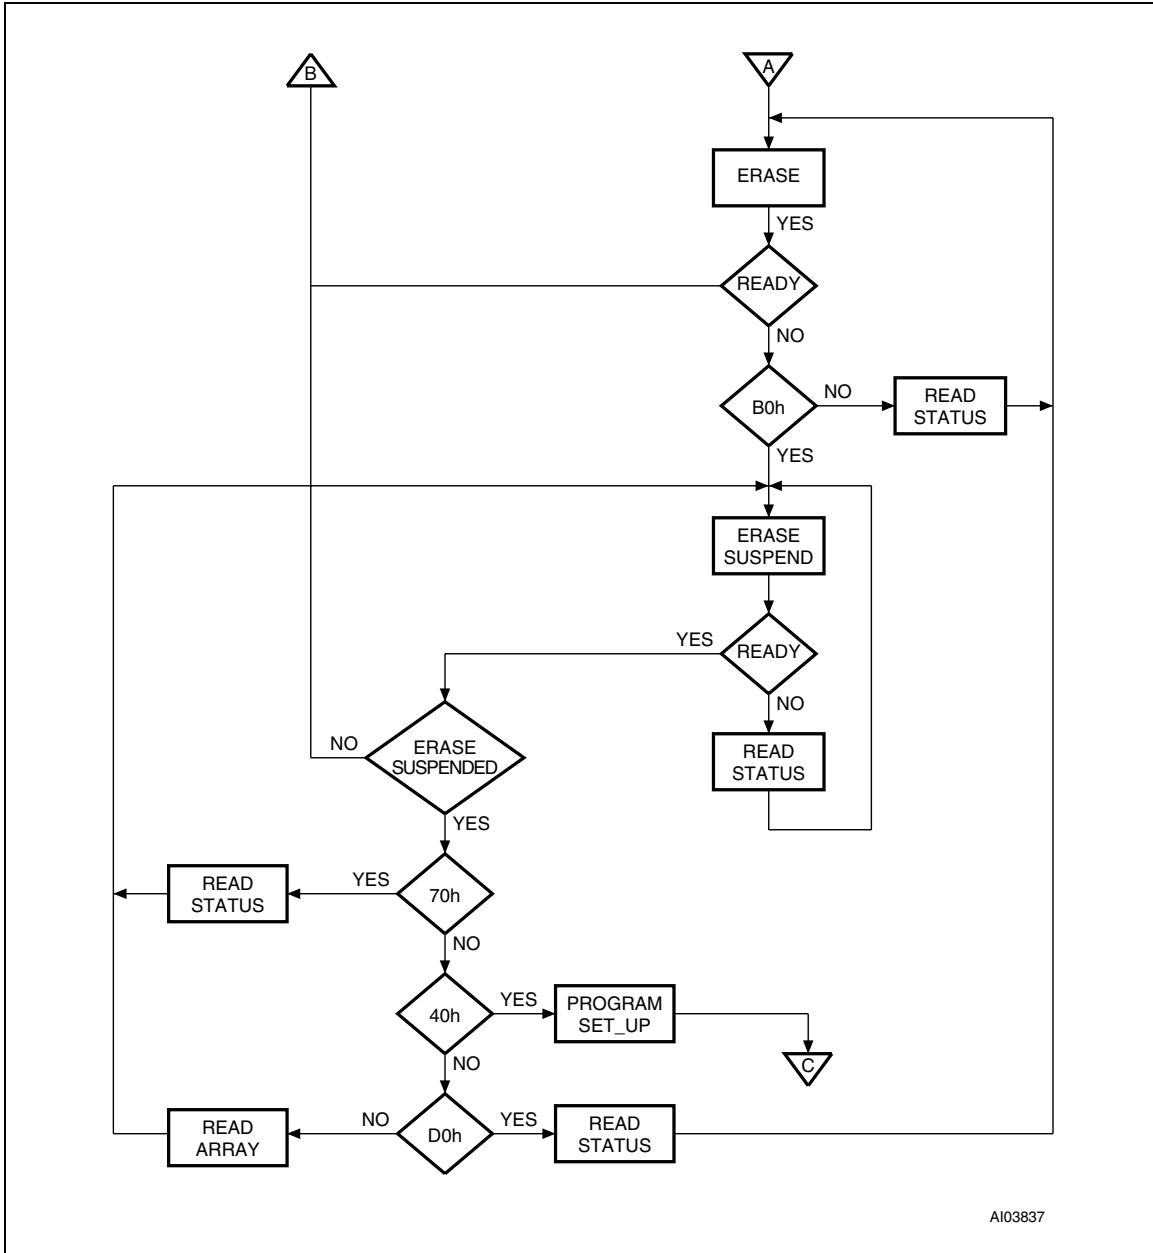 B
A
ERASE
YES
READY
NO
B0h
NO
READ
STATUS
YES
ERASE
SUSPEND
YES
READY
NO
NO
ERASE
SUSPENDED
READ
STATUS
YES
READ
STATUS
YES
70h
NO
40h
YES
PROGRAM
SET_UP
NO
C
READ
ARRAY
NO
D0h
YES
READ
STATUS
AI03837